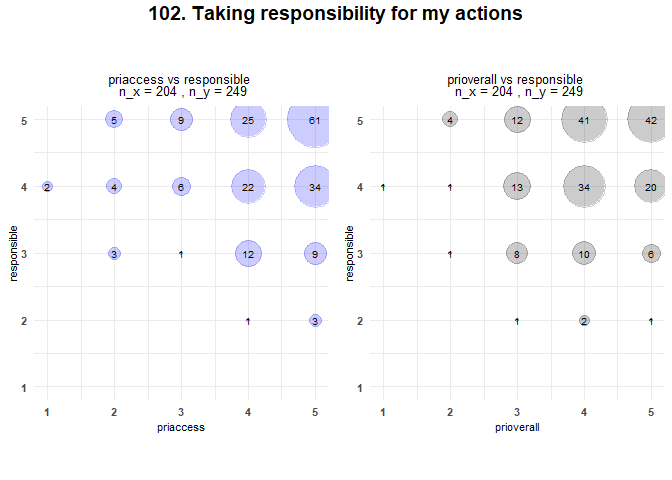 102. Taking responsibility for my actions
priaccess vs responsible
n_x = 204 , n_y = 249
5
4
3
2
1
responsible
5 9 25 61
2 4 6 22 34
3 1 12 9
1 3
1 2 3 4 5
priaccess
prioverall vs responsible
n_x = 204 , n_y = 249
5
4
3
2
1
responsible
4 12 41 42
1 1 13 34 20
1 8 10 6
1 2 1
1 2 3 4 5
prioverall